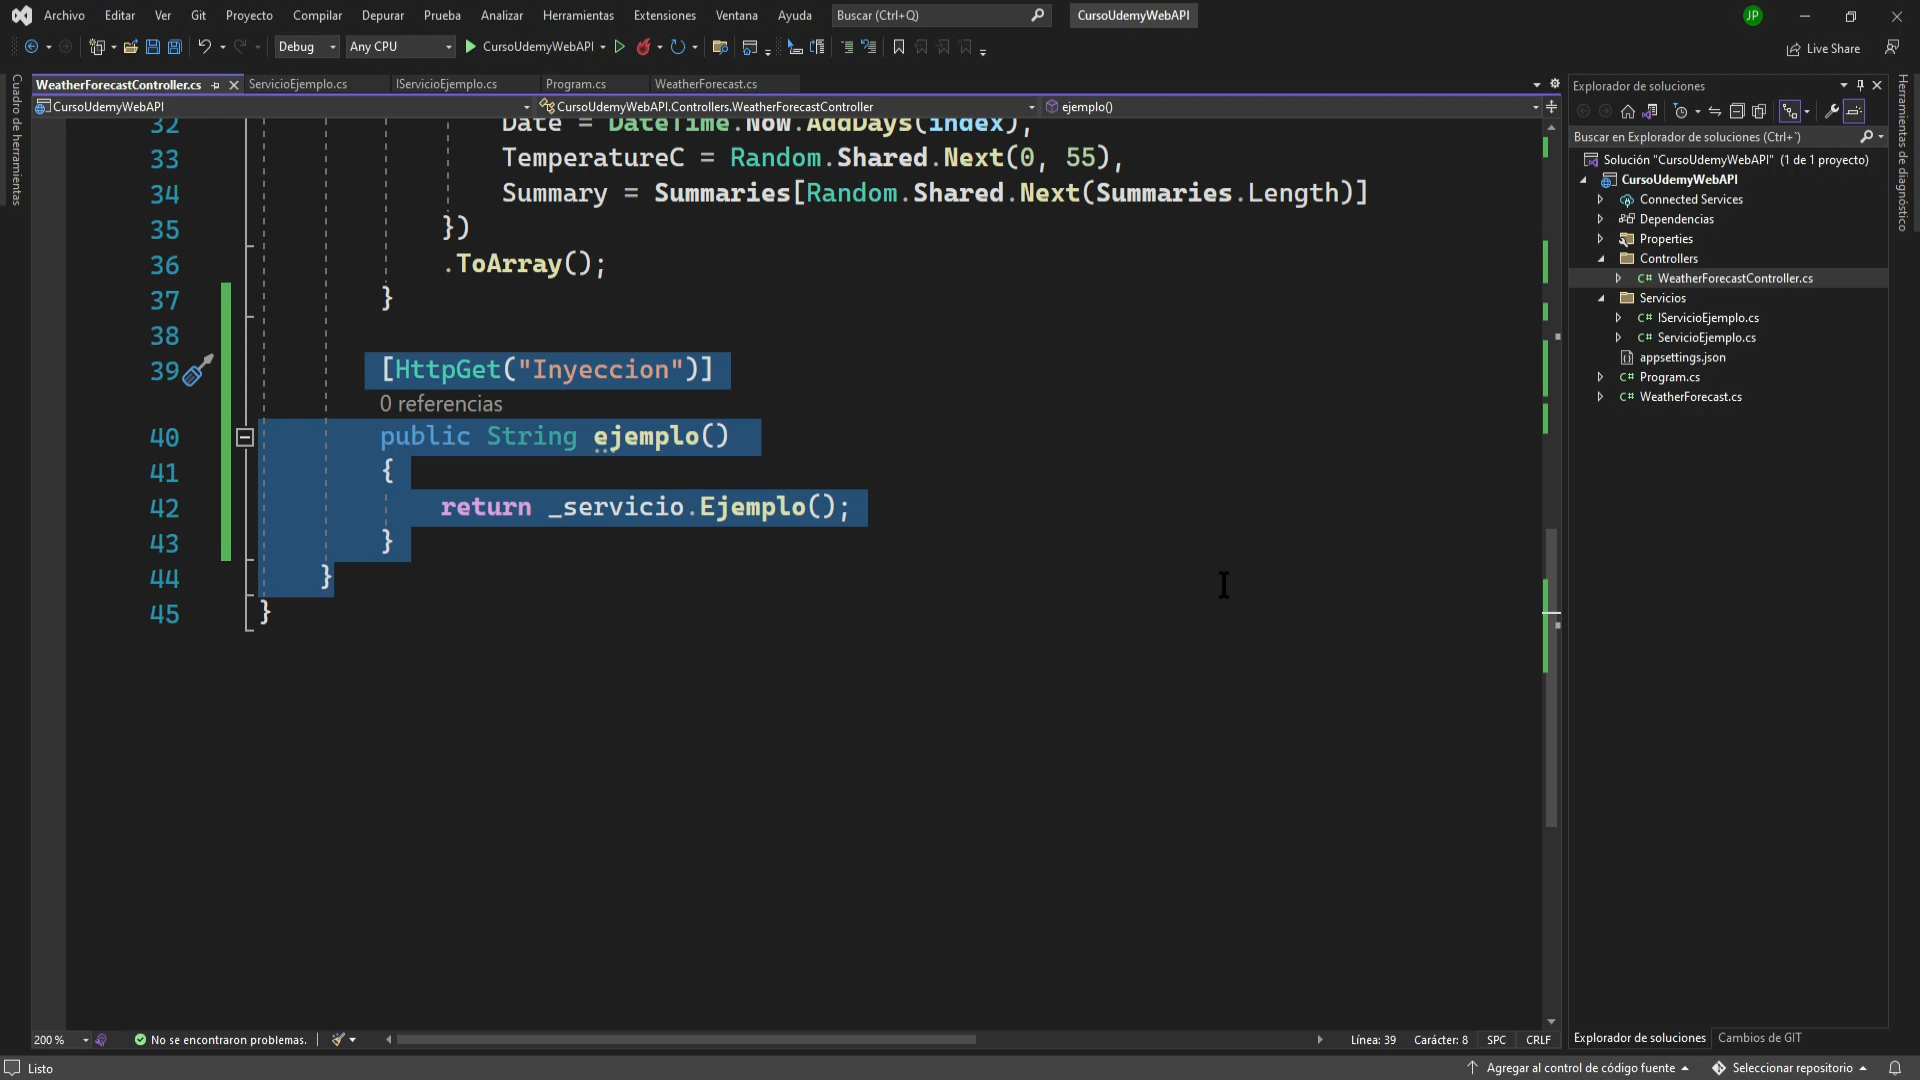 Archivo Editar Ver Git Proyecto Compilar Depurar Prueba Analizar Herramientas Extensiones Ventana Ayuda Buscar (Ctrl+Q) CursoUdemyWebAPI JP
Debug Any CPU CursoUdemyWebAPI Live Share
Cuadro de herramientas
WeatherForecastController.cs ServicioEjemplo.cs IServicioEjemplo.cs Program.cs WeatherForecast.cs
CursoUdemyWebAPI CursoUdemyWebAPI.Controllers.WeatherForecastController ejemplo()
32 Date = DateTime.Now.AddDays(index),
33 TemperatureC = Random.Shared.Next(0, 55),
34 Summary = Summaries[Random.Shared.Next(Summaries.Length)]
35 })
36 .ToArray();
37 }
38
39 [HttpGet("Inyeccion")]
0 referencias
40 public String ejemplo()
41 {
42 return _servicio.Ejemplo();
43 }
44 }
45 }
200 % No se encontraron problemas. Línea: 39 Carácter: 8 SPC CRLF
Explorador de soluciones
Buscar en Explorador de soluciones (Ctrl+`)
Solución "CursoUdemyWebAPI" (1 de 1 proyecto)
CursoUdemyWebAPI
Connected Services
Dependencias
Properties
Controllers
C# WeatherForecastController.cs
Servicios
C# IServicioEjemplo.cs
C# ServicioEjemplo.cs
appsettings.json
C# Program.cs
C# WeatherForecast.cs
Explorador de soluciones Cambios de GIT
Herramientas de diagnóstico
Listo Agregar al control de código fuente Seleccionar repositorio